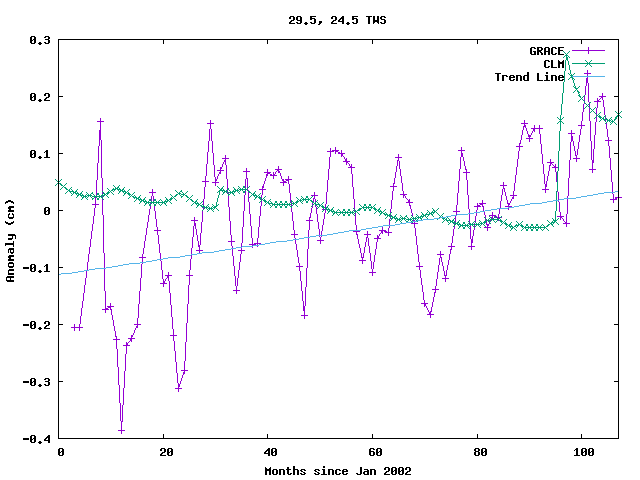 29.5, 24.5 TWS
GRACE
CLM
Trend Line
0.3
0.2
0.1
0
-0.1
-0.2
-0.3
-0.4
Anomaly (cm)
0 20 40 60 80 100
Months since Jan 2002